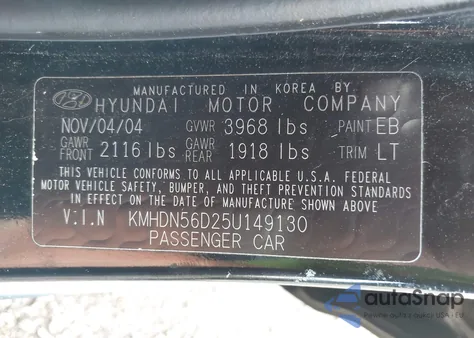 MANUFACTURED IN KOREA BY
HYUNDAI MOTOR COMPANY
NOV/04/04 GVWR 3968 lbs PAINT EB
GAWR FRONT 2116 lbs GAWR REAR 1918 lbs TRIM LT
THIS VEHICLE CONFORMS TO ALL APPLICABLE U.S.A. FEDERAL
MOTOR VEHICLE SAFETY, BUMPER, AND THEFT PREVENTION STANDARDS
IN EFFECT ON THE DATE OF MANUFACTURE SHOWN ABOVE.
V.I.N KMHDN56D25U149130
PASSENGER CAR
autoSnap